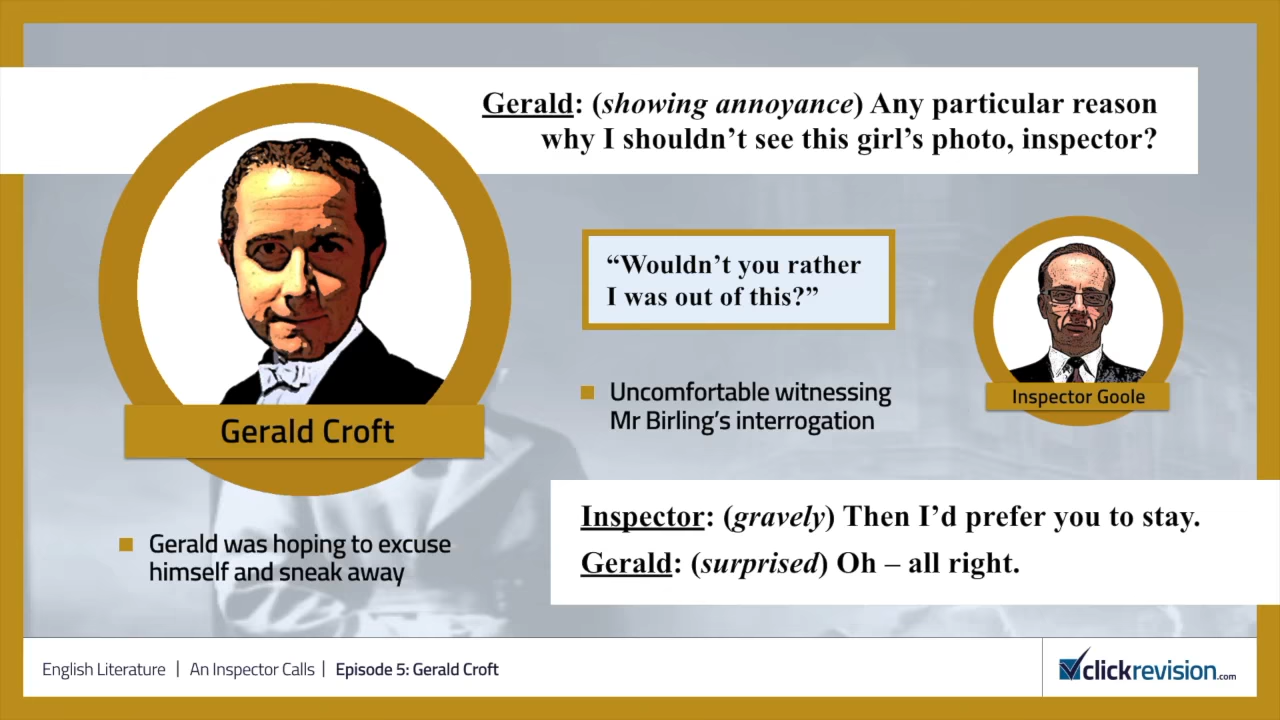 Gerald: (showing annoyance) Any particular reason
why I shouldn’t see this girl’s photo, inspector?
“Wouldn’t you rather
I was out of this?”
Inspector Goole
Uncomfortable witnessing
Mr Birling’s interrogation
Gerald Croft
Inspector: (gravely) Then I’d prefer you to stay.
Gerald: (surprised) Oh – all right.
Gerald was hoping to excuse
himself and sneak away
English Literature | An Inspector Calls | Episode 5: Gerald Croft
clickrevision.com